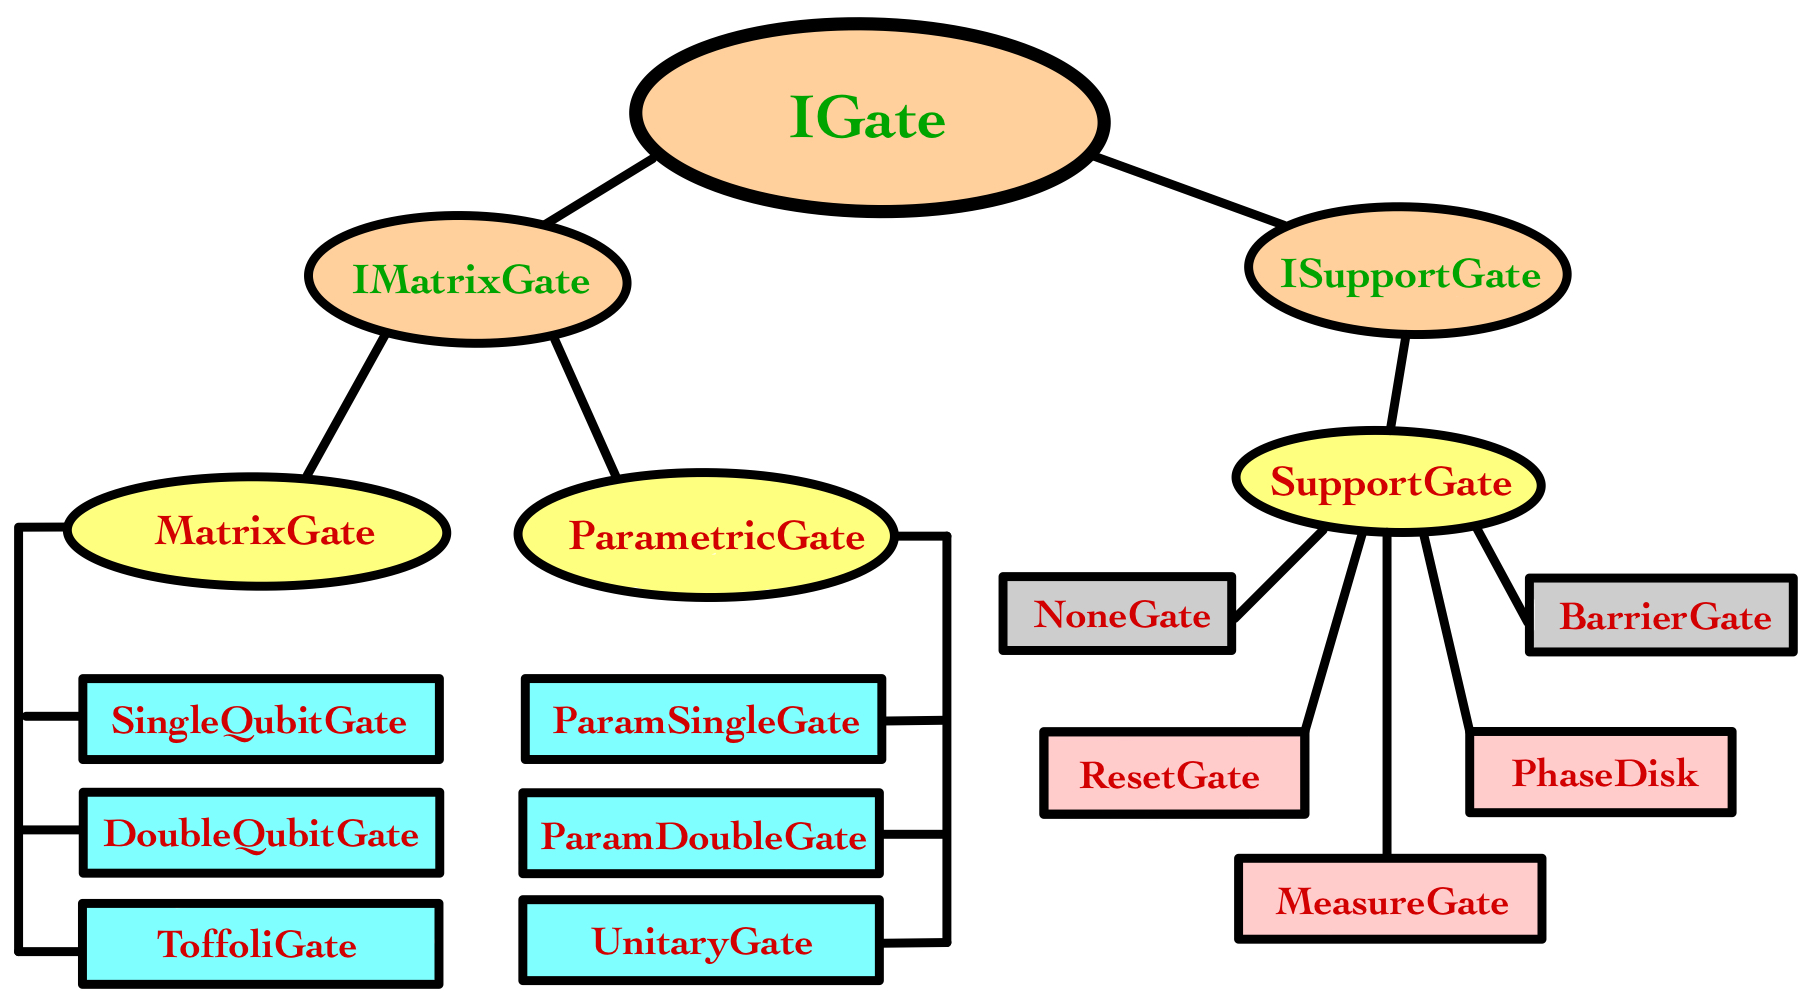 IGate
IMatrixGate
ISupportGate
MatrixGate
ParametricGate
SupportGate
NoneGate
BarrierGate
SingleQubitGate
ParamSingleGate
ResetGate
PhaseDisk
DoubleQubitGate
ParamDoubleGate
MeasureGate
ToffoliGate
UnitaryGate